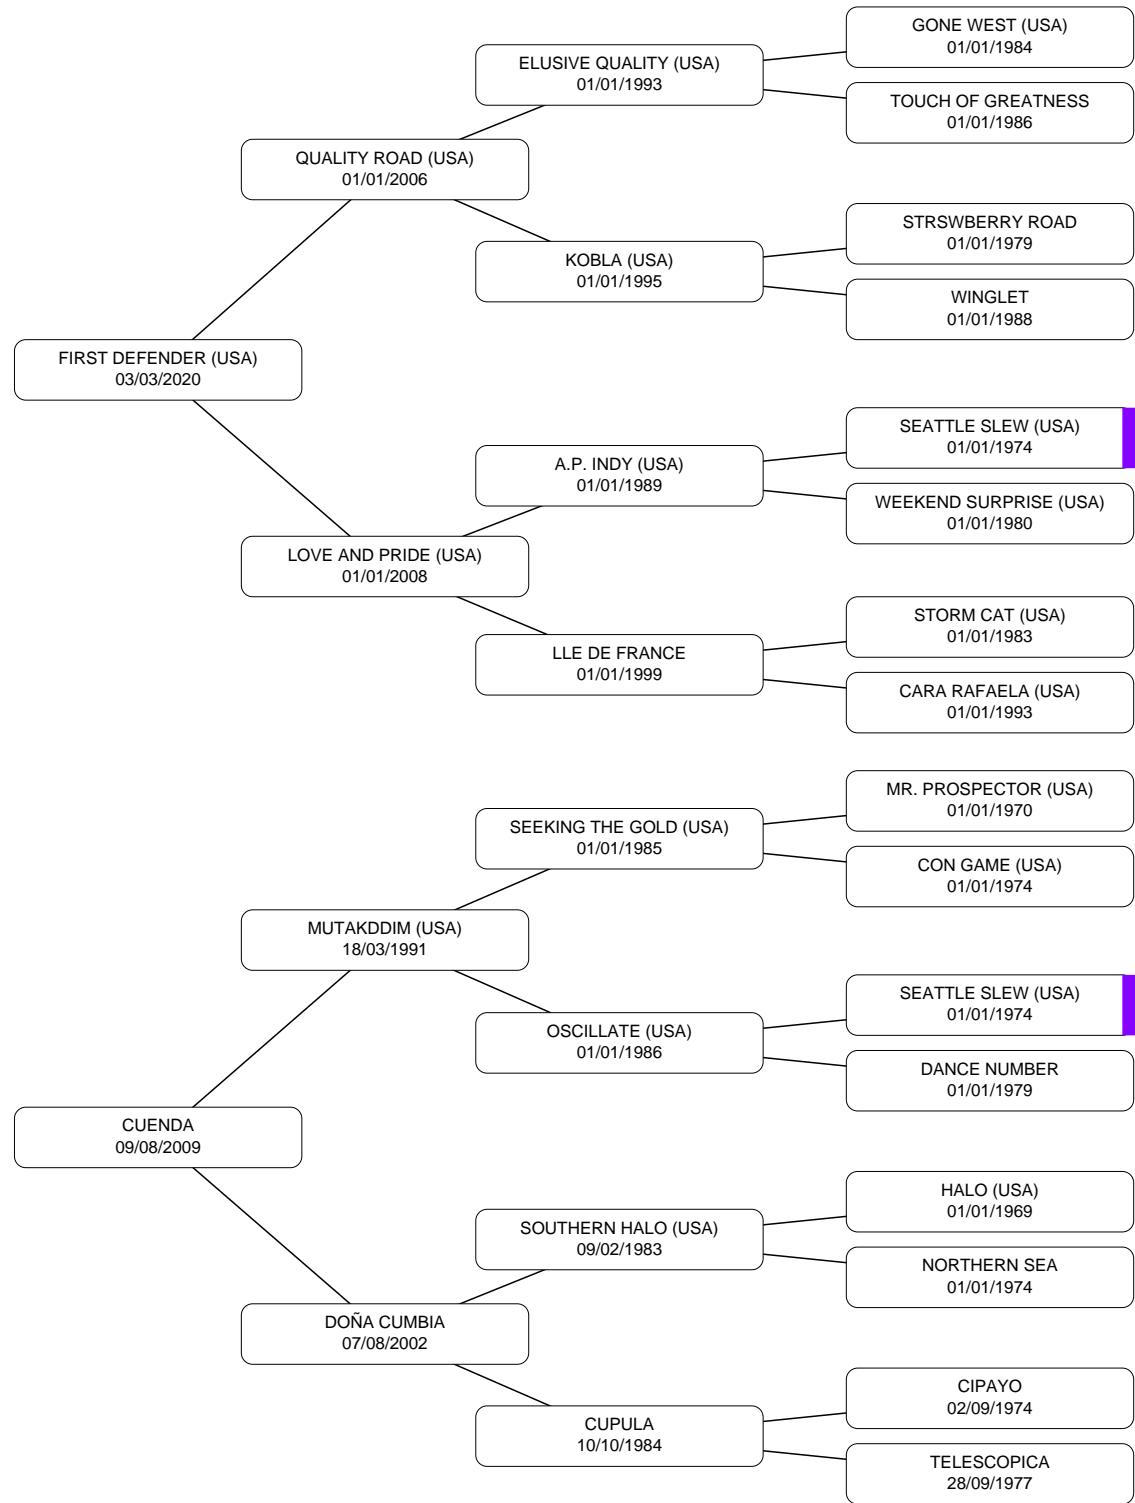 GONE WEST (USA)
01/01/1984
ELUSIVE QUALITY (USA)
01/01/1993
TOUCH OF GREATNESS
01/01/1986
QUALITY ROAD (USA)
01/01/2006
STRSWBERRY ROAD
01/01/1979
KOBLA (USA)
01/01/1995
WINGLET
01/01/1988
FIRST DEFENDER (USA)
03/03/2020
SEATTLE SLEW (USA)
01/01/1974
A.P. INDY (USA)
01/01/1989
WEEKEND SURPRISE (USA)
01/01/1980
LOVE AND PRIDE (USA)
01/01/2008
STORM CAT (USA)
01/01/1983
LLE DE FRANCE
01/01/1999
CARA RAFAELA (USA)
01/01/1993
MR. PROSPECTOR (USA)
01/01/1970
SEEKING THE GOLD (USA)
01/01/1985
CON GAME (USA)
01/01/1974
MUTAKDDIM (USA)
18/03/1991
SEATTLE SLEW (USA)
01/01/1974
OSCILLATE (USA)
01/01/1986
DANCE NUMBER
01/01/1979
CUENDA
09/08/2009
HALO (USA)
01/01/1969
SOUTHERN HALO (USA)
09/02/1983
NORTHERN SEA
01/01/1974
DOÑA CUMBIA
07/08/2002
CIPAYO
02/09/1974
CUPULA
10/10/1984
TELESCOPICA
28/09/1977